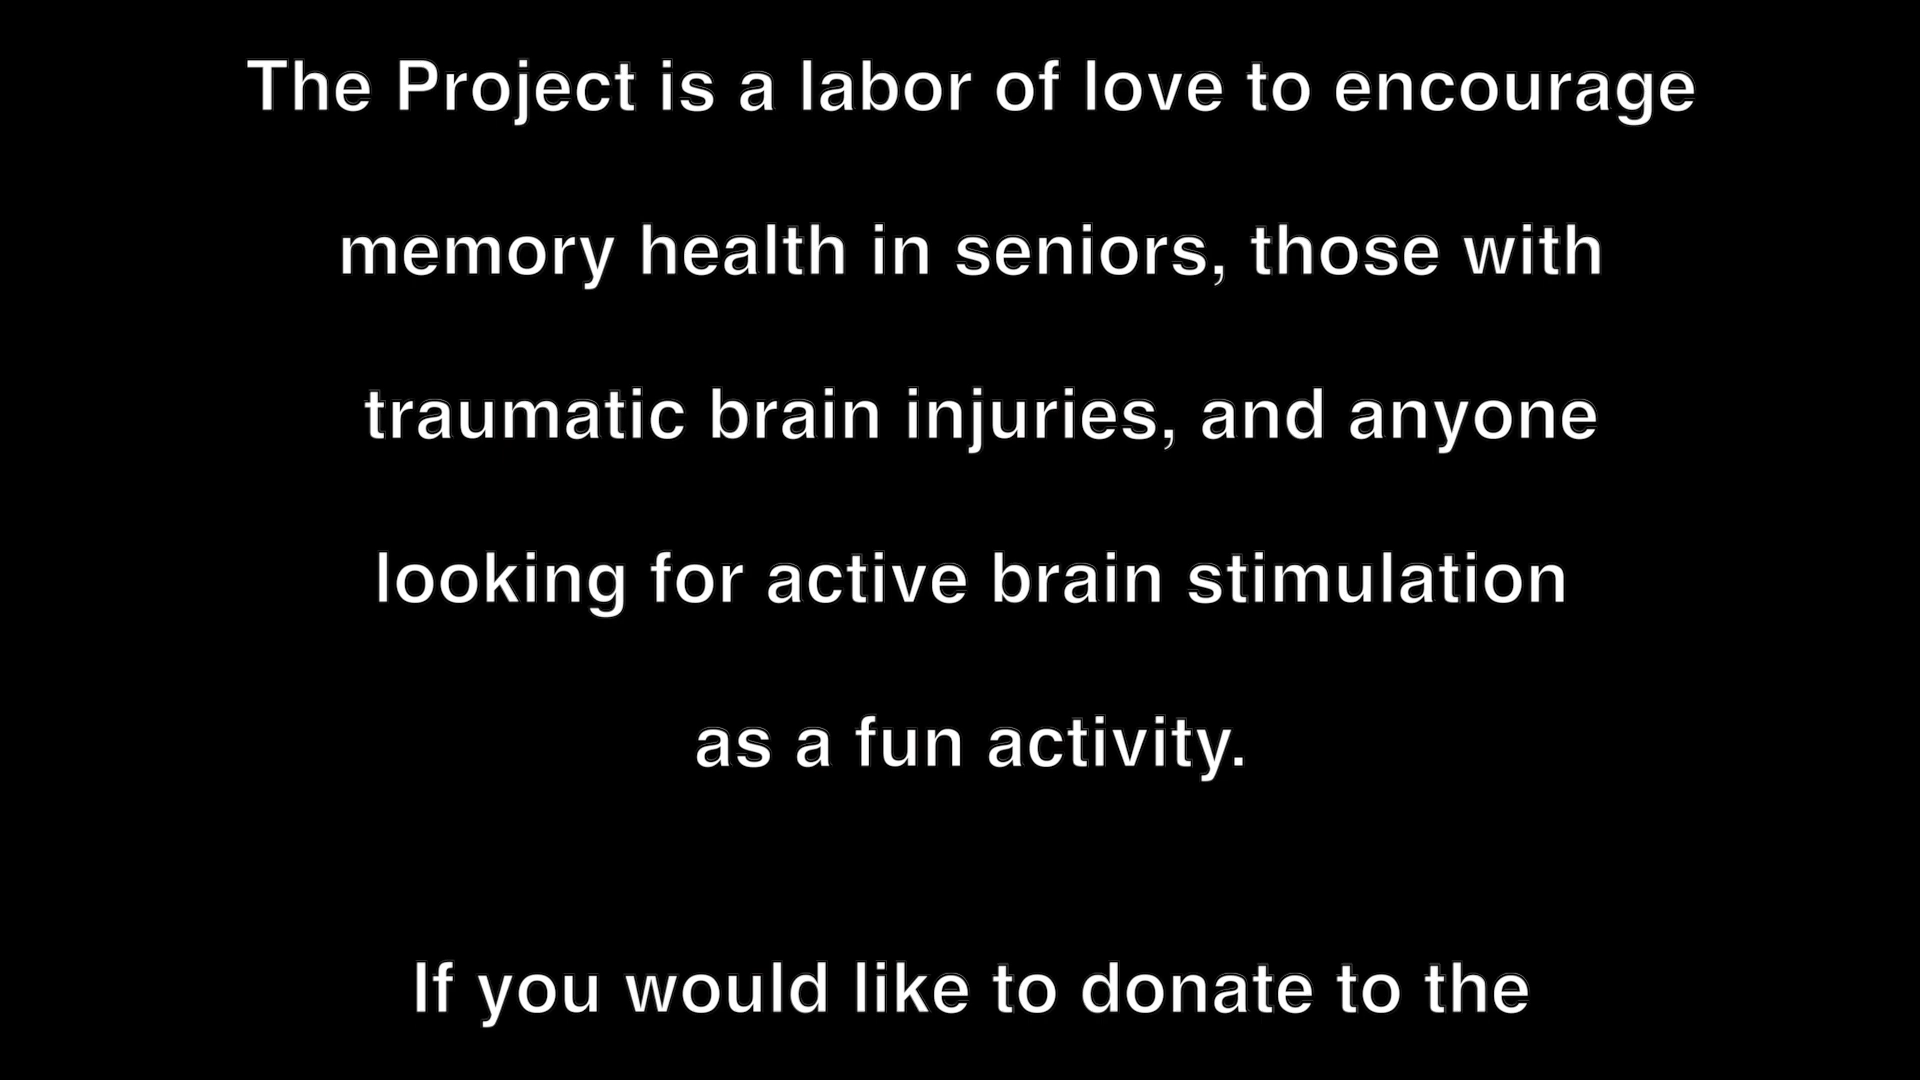 The Project is a labor of love to encourage
memory health in seniors, those with
traumatic brain injuries, and anyone
looking for active brain stimulation
as a fun activity.
If you would like to donate to the